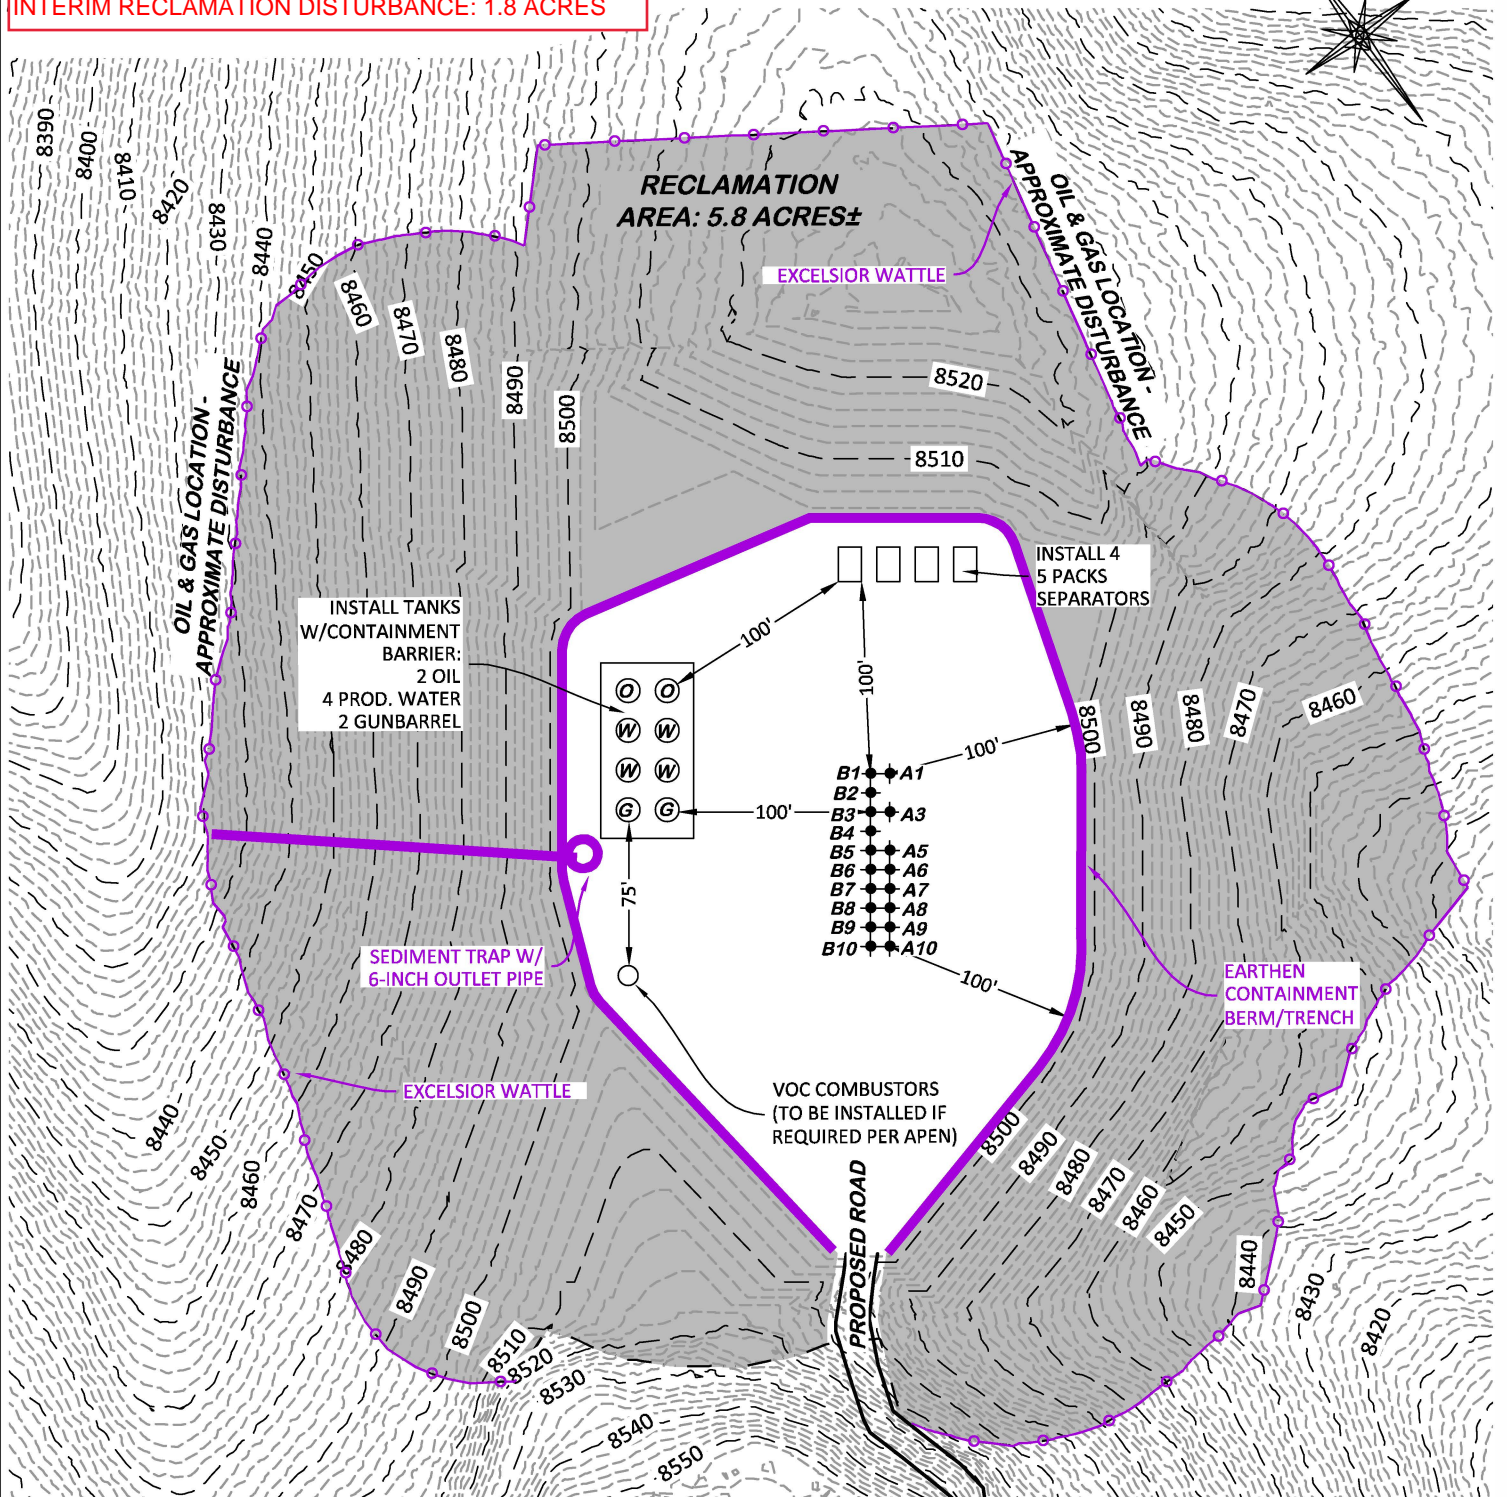 INTERIM RECLAMATION DISTURBANCE: 1.8 ACRES
8390
8400
8410
8420
8430
8440
8450
8460
8470
8480
8490
8500
RECLAMATION
AREA: 5.8 ACRES±
EXCELSIOR WATTLE
OIL & GAS LOCATION -
APPROXIMATE DISTURBANCE
8520
8510
OIL & GAS LOCATION -
APPROXIMATE DISTURBANCE
INSTALL 4
5 PACKS
SEPARATORS
INSTALL TANKS
W/CONTAINMENT
BARRIER:
2 OIL
4 PROD. WATER
2 GUNBARREL
O O
W W
W W
G G
100'
100'
100'
100'
100'
75'
8500
8490
8480
8470
8460
B1 A1
B2
B3 A3
B4
B5 A5
B6 A6
B7 A7
B8 A8
B9 A9
B10 A10
SEDIMENT TRAP W/
6-INCH OUTLET PIPE
EARTHEN
CONTAINMENT
BERM/TRENCH
EXCELSIOR WATTLE
VOC COMBUSTORS
(TO BE INSTALLED IF
REQUIRED PER APEN)
PROPOSED ROAD
8440
8450
8460
8470
8480
8490
8500
8510
8520
8530
8540
8550
8500
8490
8480
8470
8460
8450
8440
8430
8420